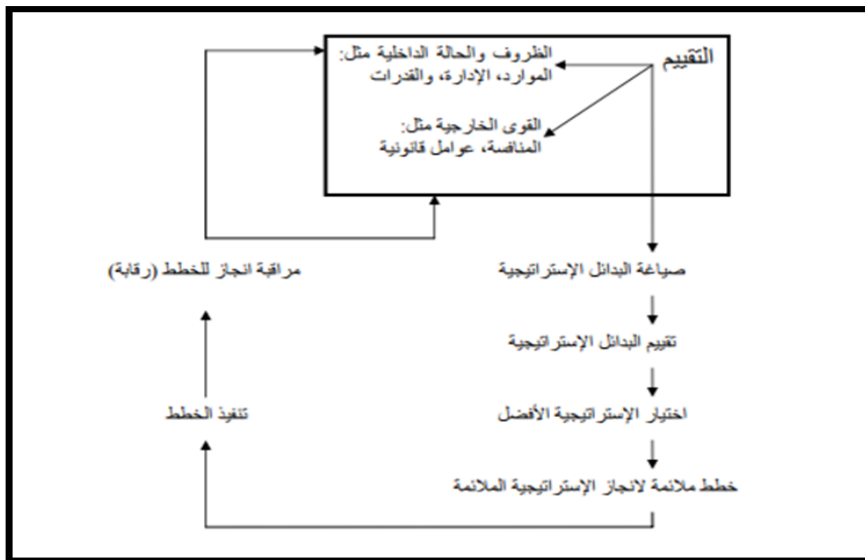 التقييم
الظروف والحالة الداخلية مثل:
الموارد، الإدارة، والقدرات
القوى الخارجية مثل:
المنافسة، عوامل قانونية
صياغة البدائل الإستراتيجية
مراقبة انجاز للخطط (رقابة)
تقييم البدائل الإستراتيجية
اختيار الإستراتيجية الأفضل
تنفيذ الخطط
خطط ملائمة لانجاز الإستراتيجية الملائمة